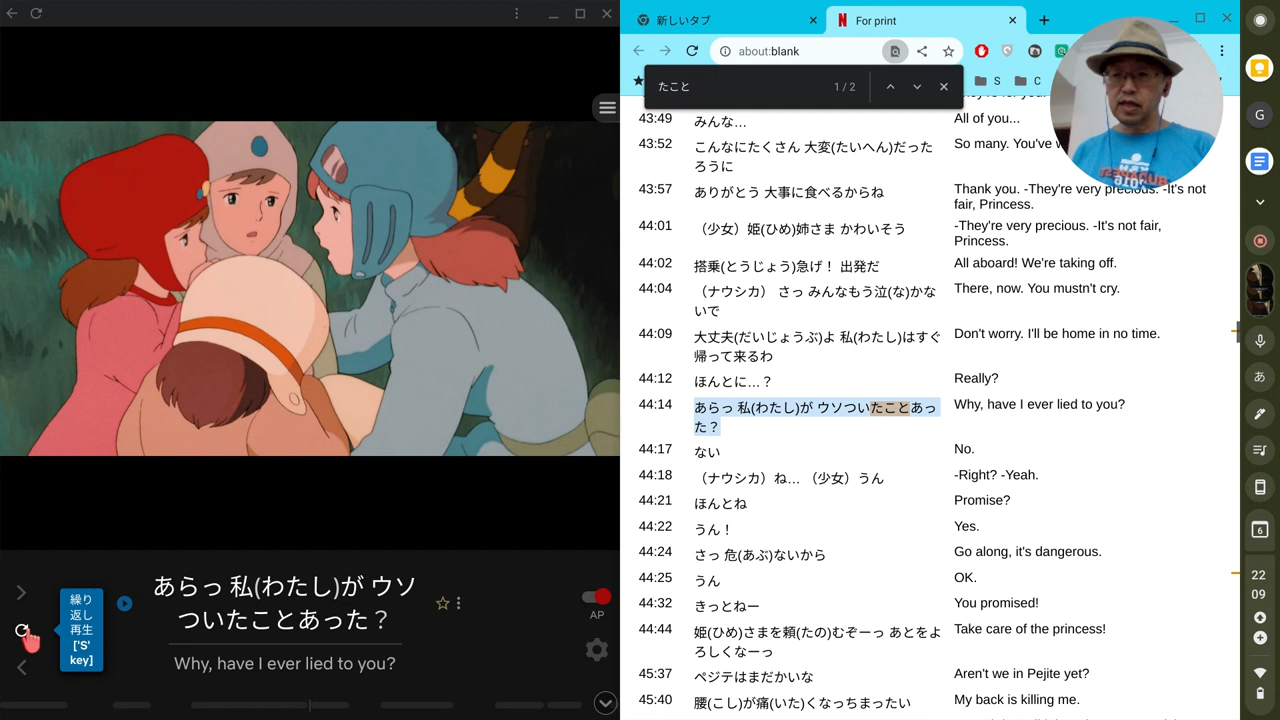 繰り
返し
再生
['S'
key]
あらっ 私(わたし)が ウソ
ついたことあった？
Why, have I ever lied to you?
AP
新しいタブ
For print
about:blank
S
C
たこと
1 / 2
43:49 みんな… All of you...
43:52 こんなにたくさん 大変(たいへん)だった
ろうに
So many. You've
43:57 ありがとう 大事に食べるからね Thank you. -They're very precious. -It's not
fair, Princess.
44:01 （少女）姫(ひめ)姉さま かわいそう -They're very precious. -It's not fair,
Princess.
44:02 搭乗(とうじょう)急げ！ 出発だ All aboard! We're taking off.
44:04 （ナウシカ） さっ みんなもう泣(な)かな
いで
There, now. You mustn't cry.
44:09 大丈夫(だいじょうぶ)よ 私(わたし)はすぐ
帰って来るわ
Don't worry. I'll be home in no time.
44:12 ほんとに…？ Really?
44:14 あらっ 私(わたし)が ウソついたことあっ
た？
Why, have I ever lied to you?
44:17 ない No.
44:18 （ナウシカ）ね… （少女）うん -Right? -Yeah.
44:21 ほんとね Promise?
44:22 うん！ Yes.
44:24 さっ 危(あぶ)ないから Go along, it's dangerous.
44:25 うん OK.
44:32 きっとねー You promised!
44:44 姫(ひめ)さまを頼(たの)むぞーっ あとをよ
ろしくなーっ
Take care of the princess!
45:37 ペジテはまだかいな Aren't we in Pejite yet?
45:40 腰(こし)が痛(いた)くなっちまったい My back is killing me.
G
あ
6
22
09